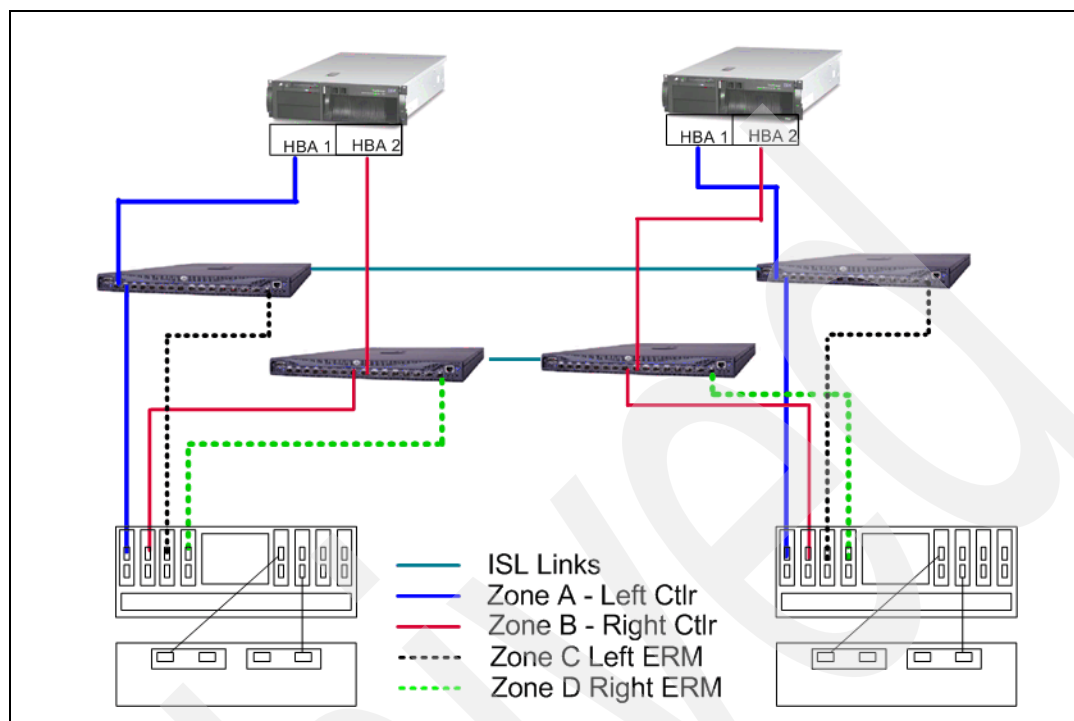 HBA 1 HBA 2
HBA 1 HBA 2
ISL Links
Zone A - Left Ctlr
Zone B - Right Ctlr
Zone C Left ERM
Zone D Right ERM